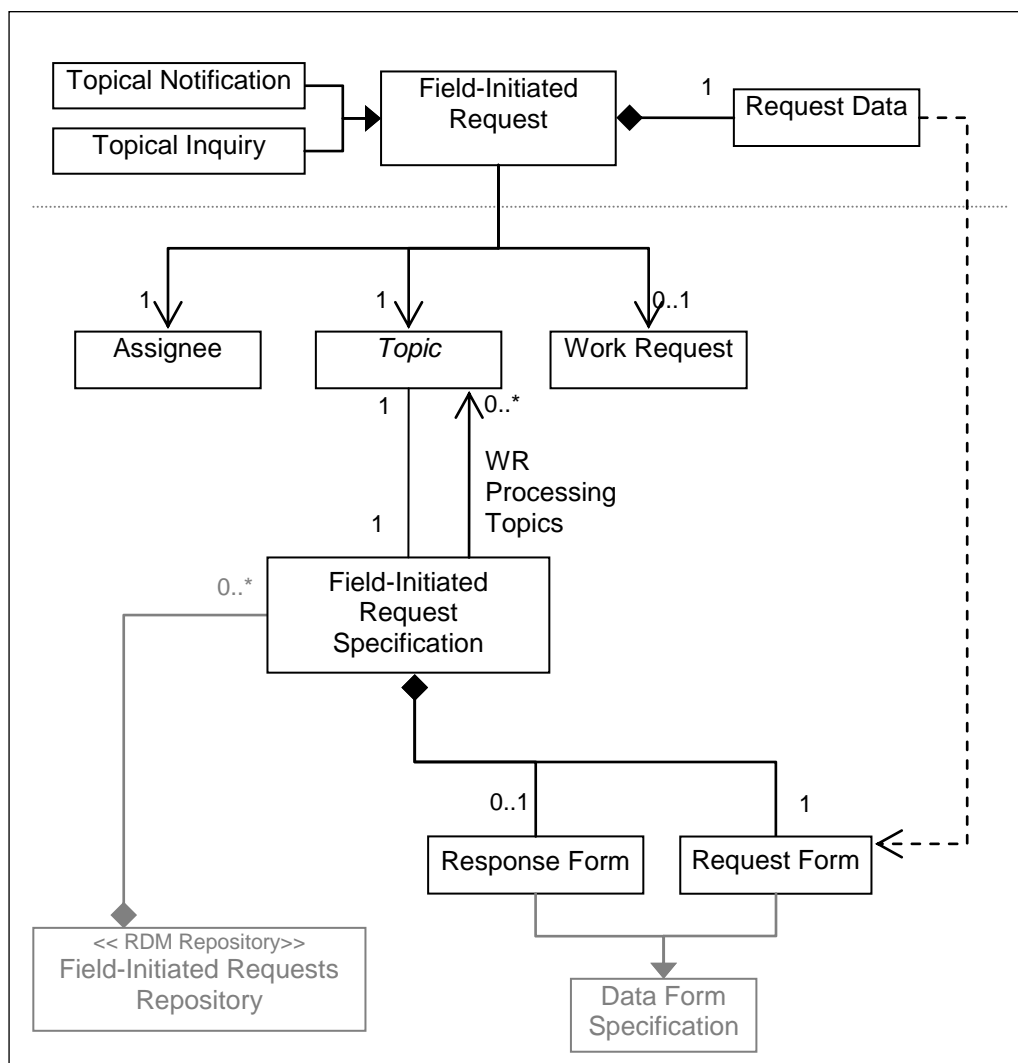 Topical Notification
Topical Inquiry
Field-Initiated
Request
1
Request Data
1
1
0..1
Assignee
Topic
Work Request
1
0..*
WR
Processing
Topics
1
0..*
Field-Initiated
Request
Specification
0..1
1
Response Form
Request Form
<< RDM Repository>>
Field-Initiated Requests
Repository
Data Form
Specification